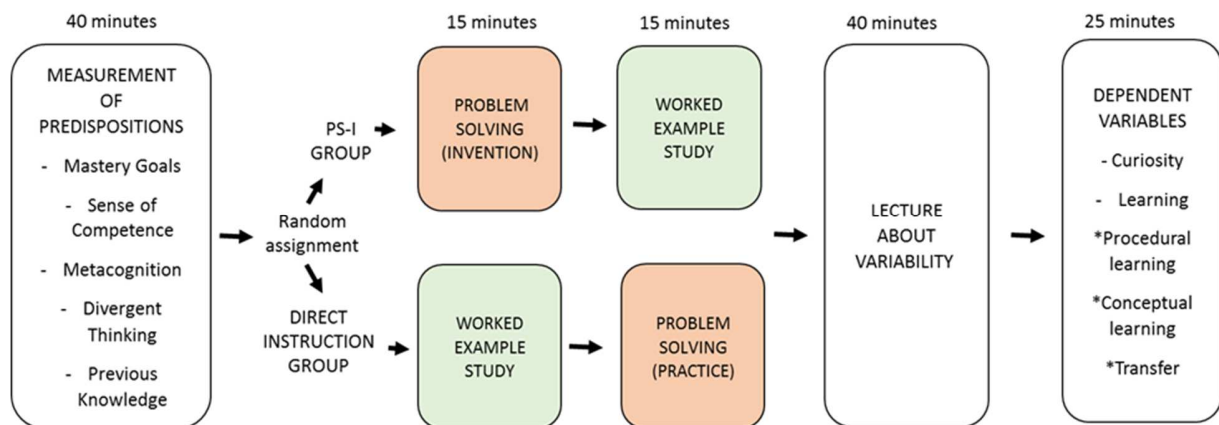 40 minutes
MEASUREMENT
OF
PREDISPOSITIONS
- Mastery Goals
- Sense of
Competence
- Metacognition
- Divergent
Thinking
- Previous
Knowledge
Random
assignment
PS-I
GROUP
DIRECT
INSTRUCTION
GROUP
15 minutes
PROBLEM
SOLVING
(INVENTION)
WORKED
EXAMPLE
STUDY
15 minutes
WORKED
EXAMPLE
STUDY
PROBLEM
SOLVING
(PRACTICE)
40 minutes
LECTURE
ABOUT
VARIABILITY
25 minutes
DEPENDENT
VARIABLES
- Curiosity
- Learning
*Procedural
learning
*Conceptual
learning
*Transfer